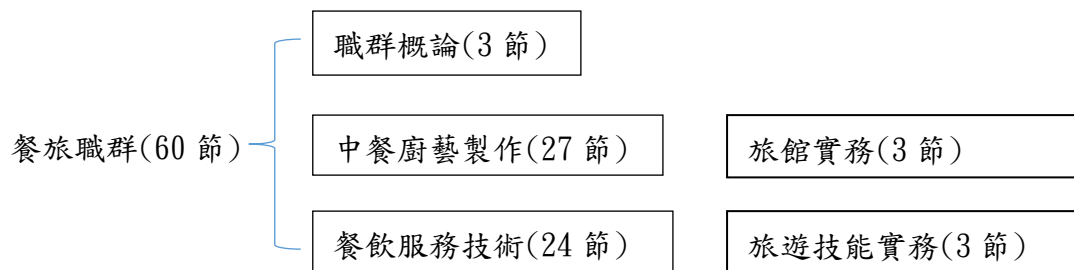 職群概論(3 節)
餐旅職群(60 節)
中餐廚藝製作(27 節)
旅館實務(3 節)
餐飲服務技術(24 節)
旅遊技能實務(3 節)